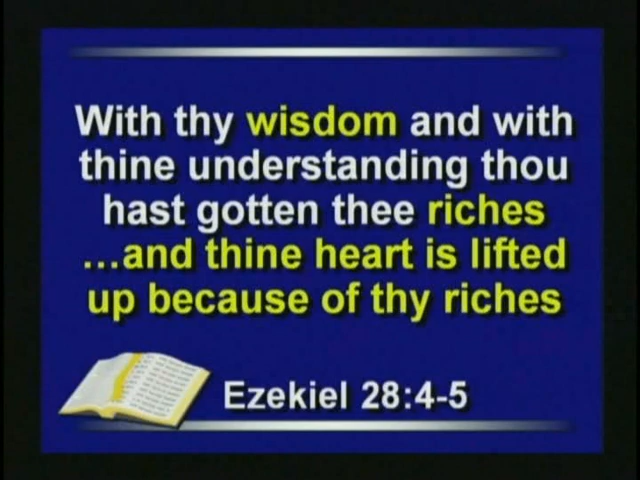 With thy wisdom and with
thine understanding thou
hast gotten thee riches
...and thine heart is lifted
up because of thy riches
Ezekiel 28:4-5